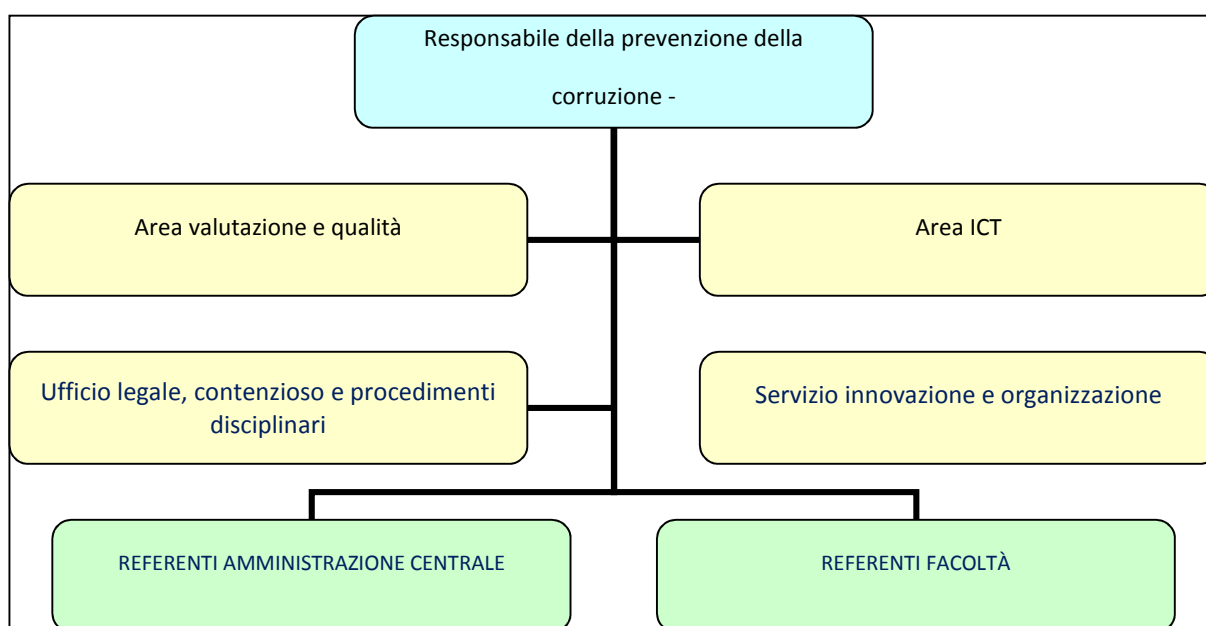 Responsabile della prevenzione della
corruzione -
Area valutazione e qualità
Area ICT
Ufficio legale, contenzioso e procedimenti
disciplinari
Servizio innovazione e organizzazione
REFERENTI AMMINISTRAZIONE CENTRALE
REFERENTI FACOLTÀ